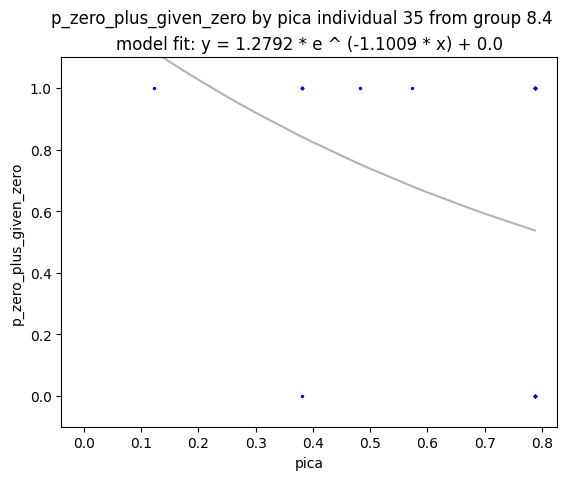 p_zero_plus_given_zero by pica individual 35 from group 8.4
model fit: y = 1.2792 * e ^ (-1.1009 * x) + 0.0
p_zero_plus_given_zero
1.0
0.8
0.6
0.4
0.2
0.0
0.0 0.1 0.2 0.3 0.4 0.5 0.6 0.7 0.8
pica